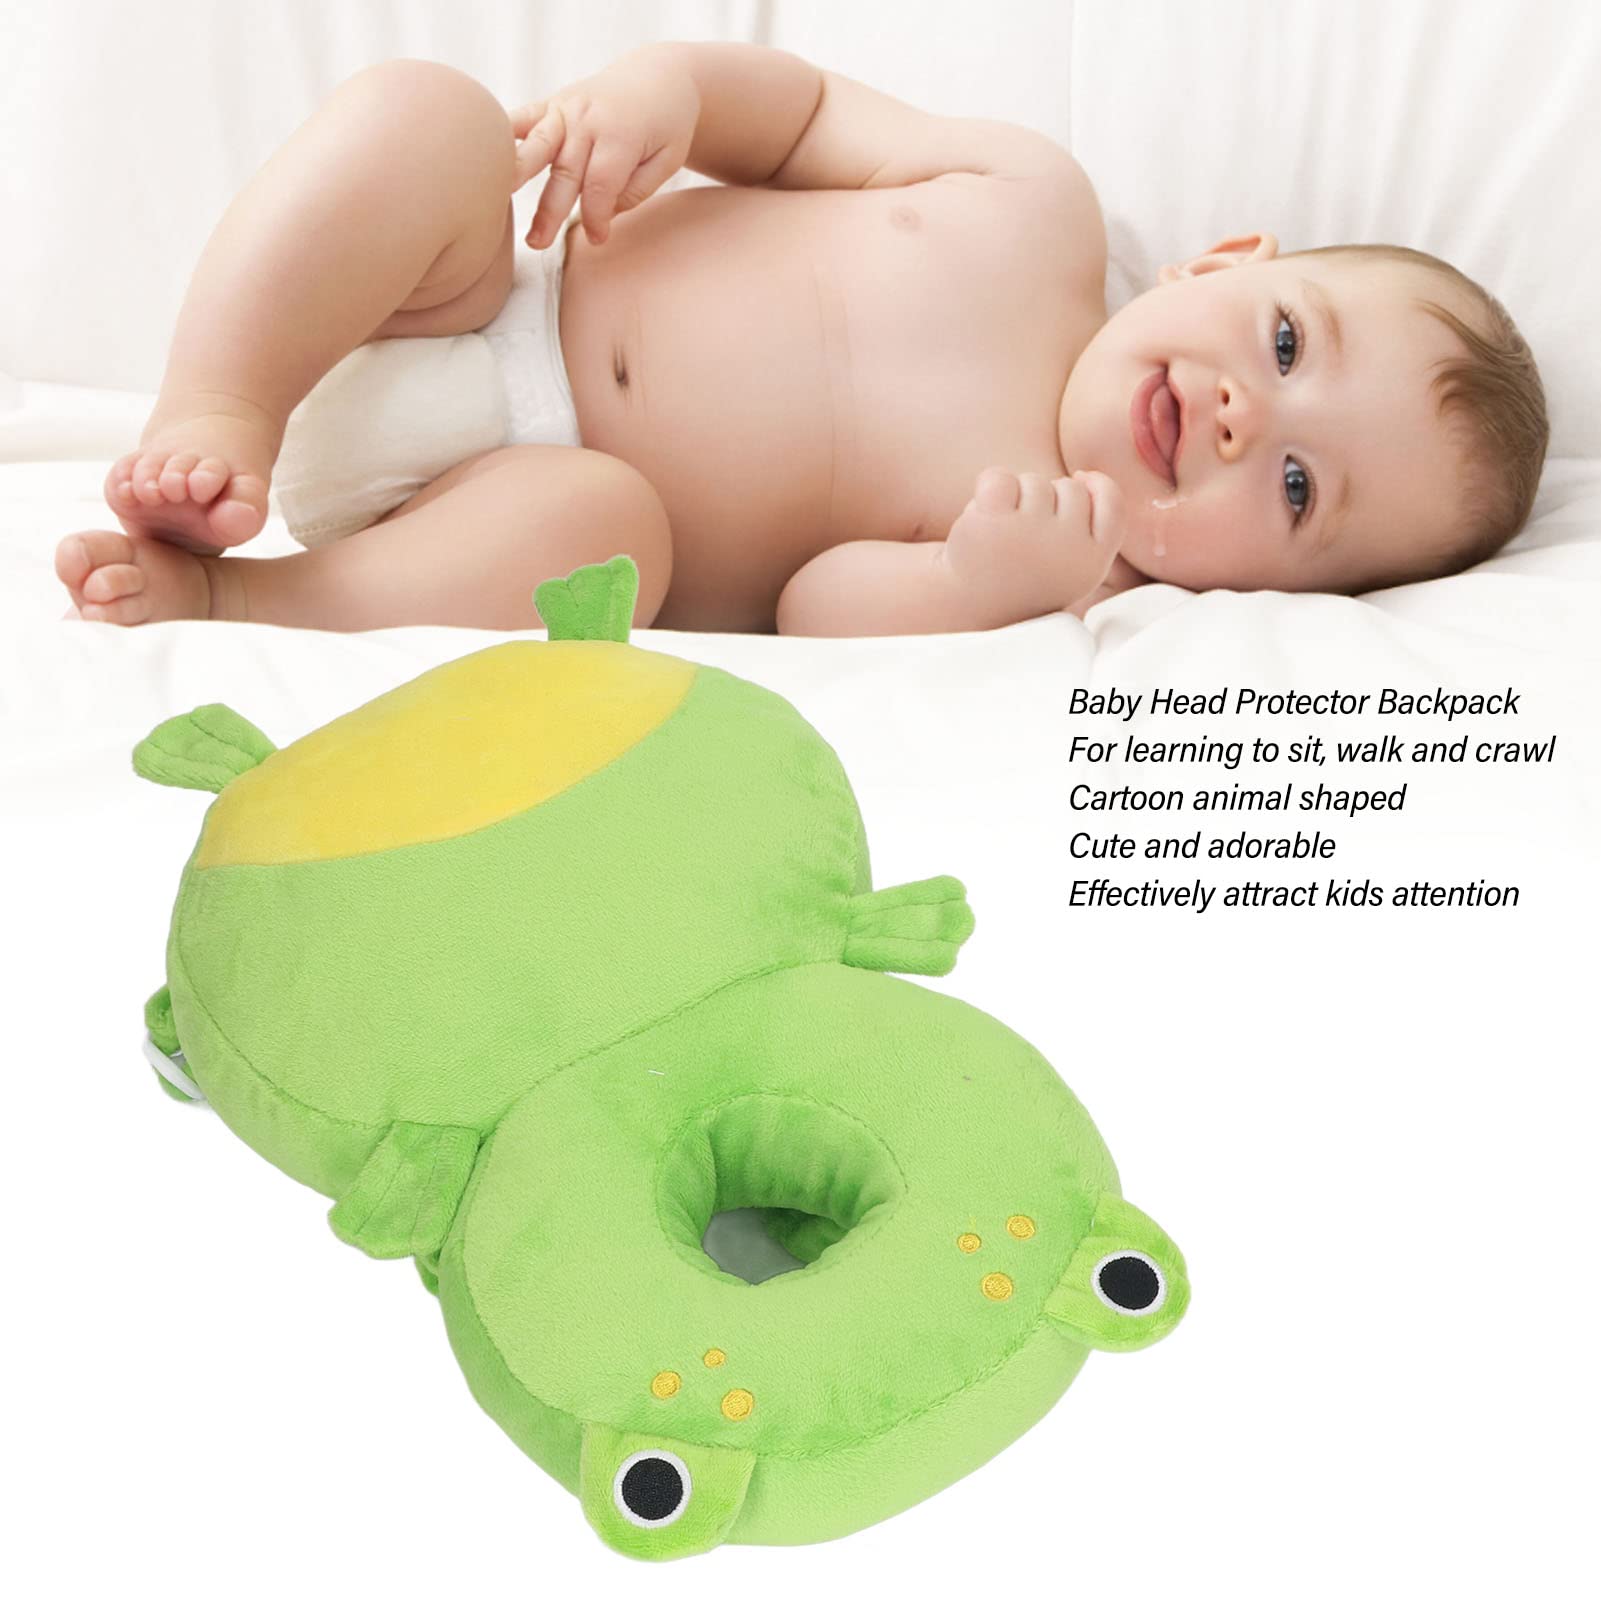 Baby Head Protector Backpack
For learning to sit, walk and crawl
Cartoon animal shaped
Cute and adorable
Effectively attract kids attention